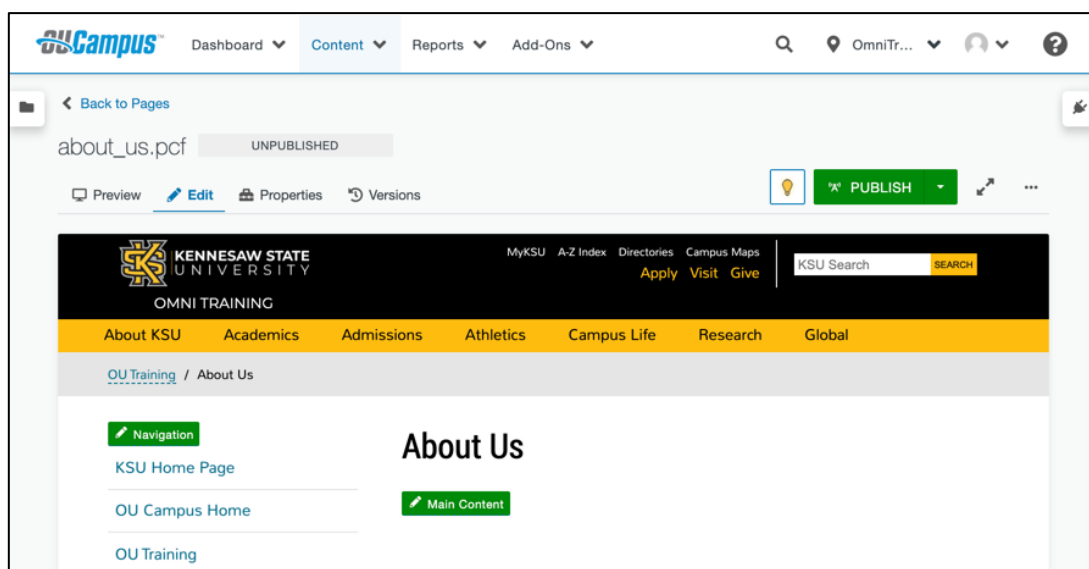 OU Campus™ Dashboard Content Reports Add-Ons OmniTr...
Back to Pages
about_us.pcf UNPUBLISHED
Preview Edit Properties Versions PUBLISH ...
KENNESAW STATE
UNIVERSITY
OMNI TRAINING
MyKSU A-Z Index Directories Campus Maps
Apply Visit Give
KSU Search SEARCH
About KSU Academics Admissions Athletics Campus Life Research Global
OU Training / About Us
Navigation
KSU Home Page
OU Campus Home
OU Training
About Us
Main Content